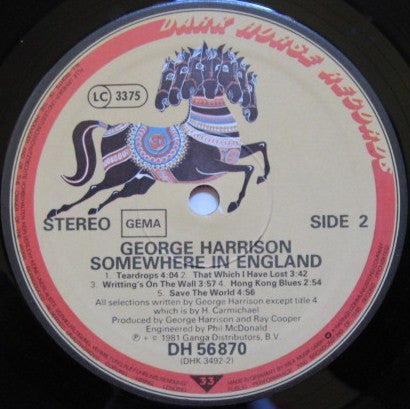 DARK HORSE RECORDS
LC 3375
STEREO GEMA SIDE 2
GEORGE HARRISON
SOMEWHERE IN ENGLAND
1. Teardrops 4:04 2. That Which I Have Lost 3:42
3. Writting's On The Wall 3:57 4. Hong Kong Blues 2:54
5. Save The World 4:56
All selections written by George Harrison except title 4
which is by H. Carmichael
Produced by George Harrison and Ray Cooper
Engineered by Phil McDonald
P + © 1981 Ganga Distributors, B.V.
DH 56870
(DHK 3492-2)
33